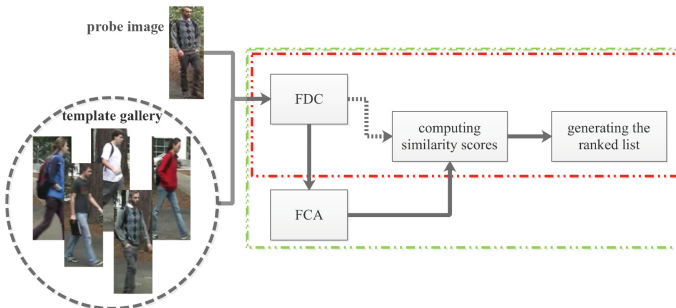 probe image
template gallery
FDC
computing
similarity scores
generating the
ranked list
FCA